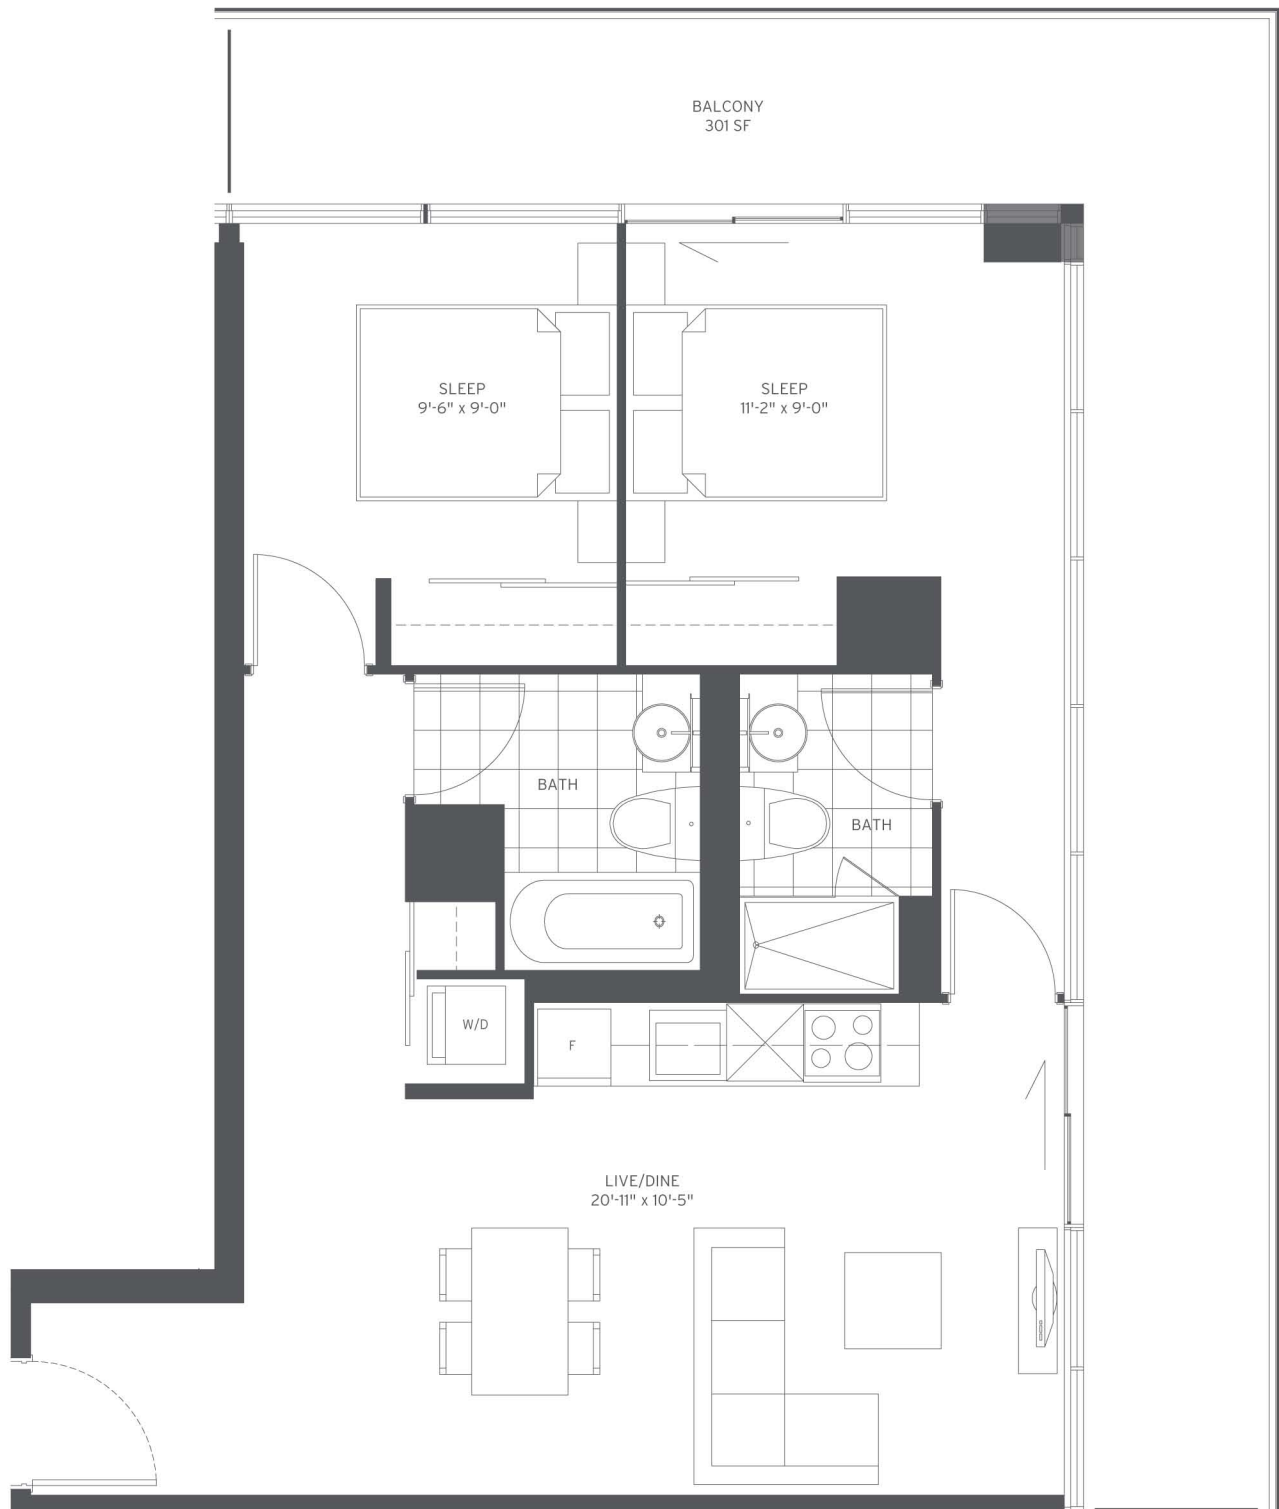 BALCONY
301 SF
SLEEP
9'-6" x 9'-0"
SLEEP
11'-2" x 9'-0"
BATH
BATH
W/D
F
LIVE/DINE
20'-11" x 10'-5"